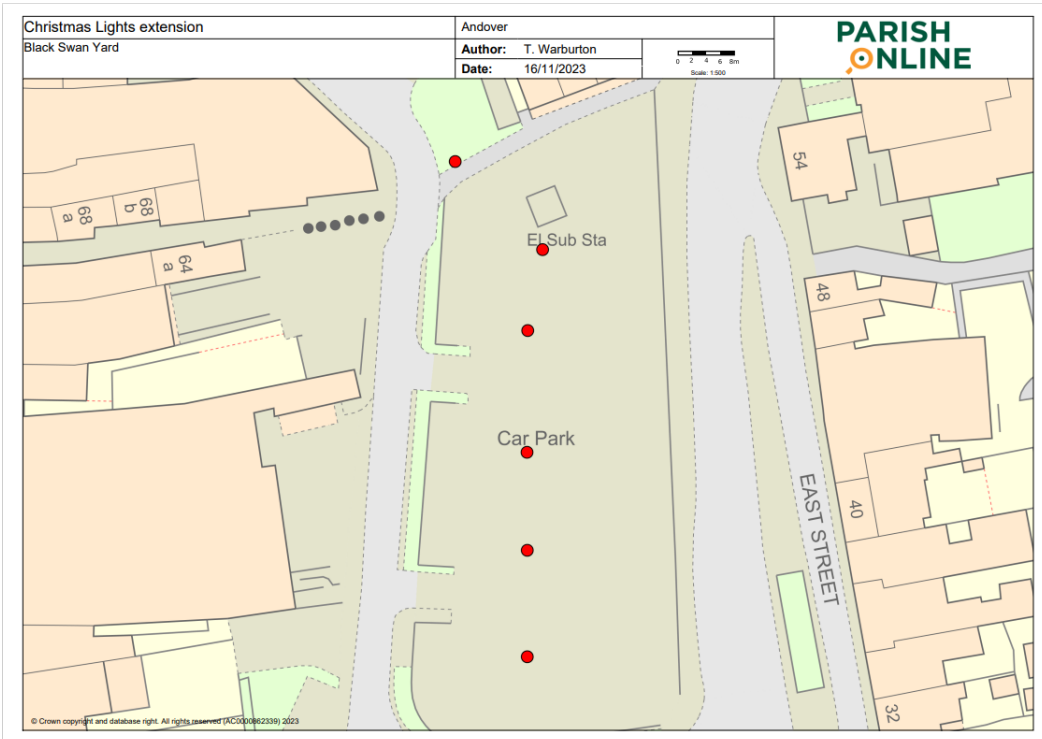 Christmas Lights extension
Black Swan Yard
Andover
Author: T. Warburton
Date: 16/11/2023
0 2 4 6 8m
Scale: 1:500
PARISH
ONLINE
54
68
a
68
b
El Sub Sta
64
a
48
Car Park
EAST STREET
40
32
© Crown copyright and database right. All rights reserved (AC0000862339) 2023